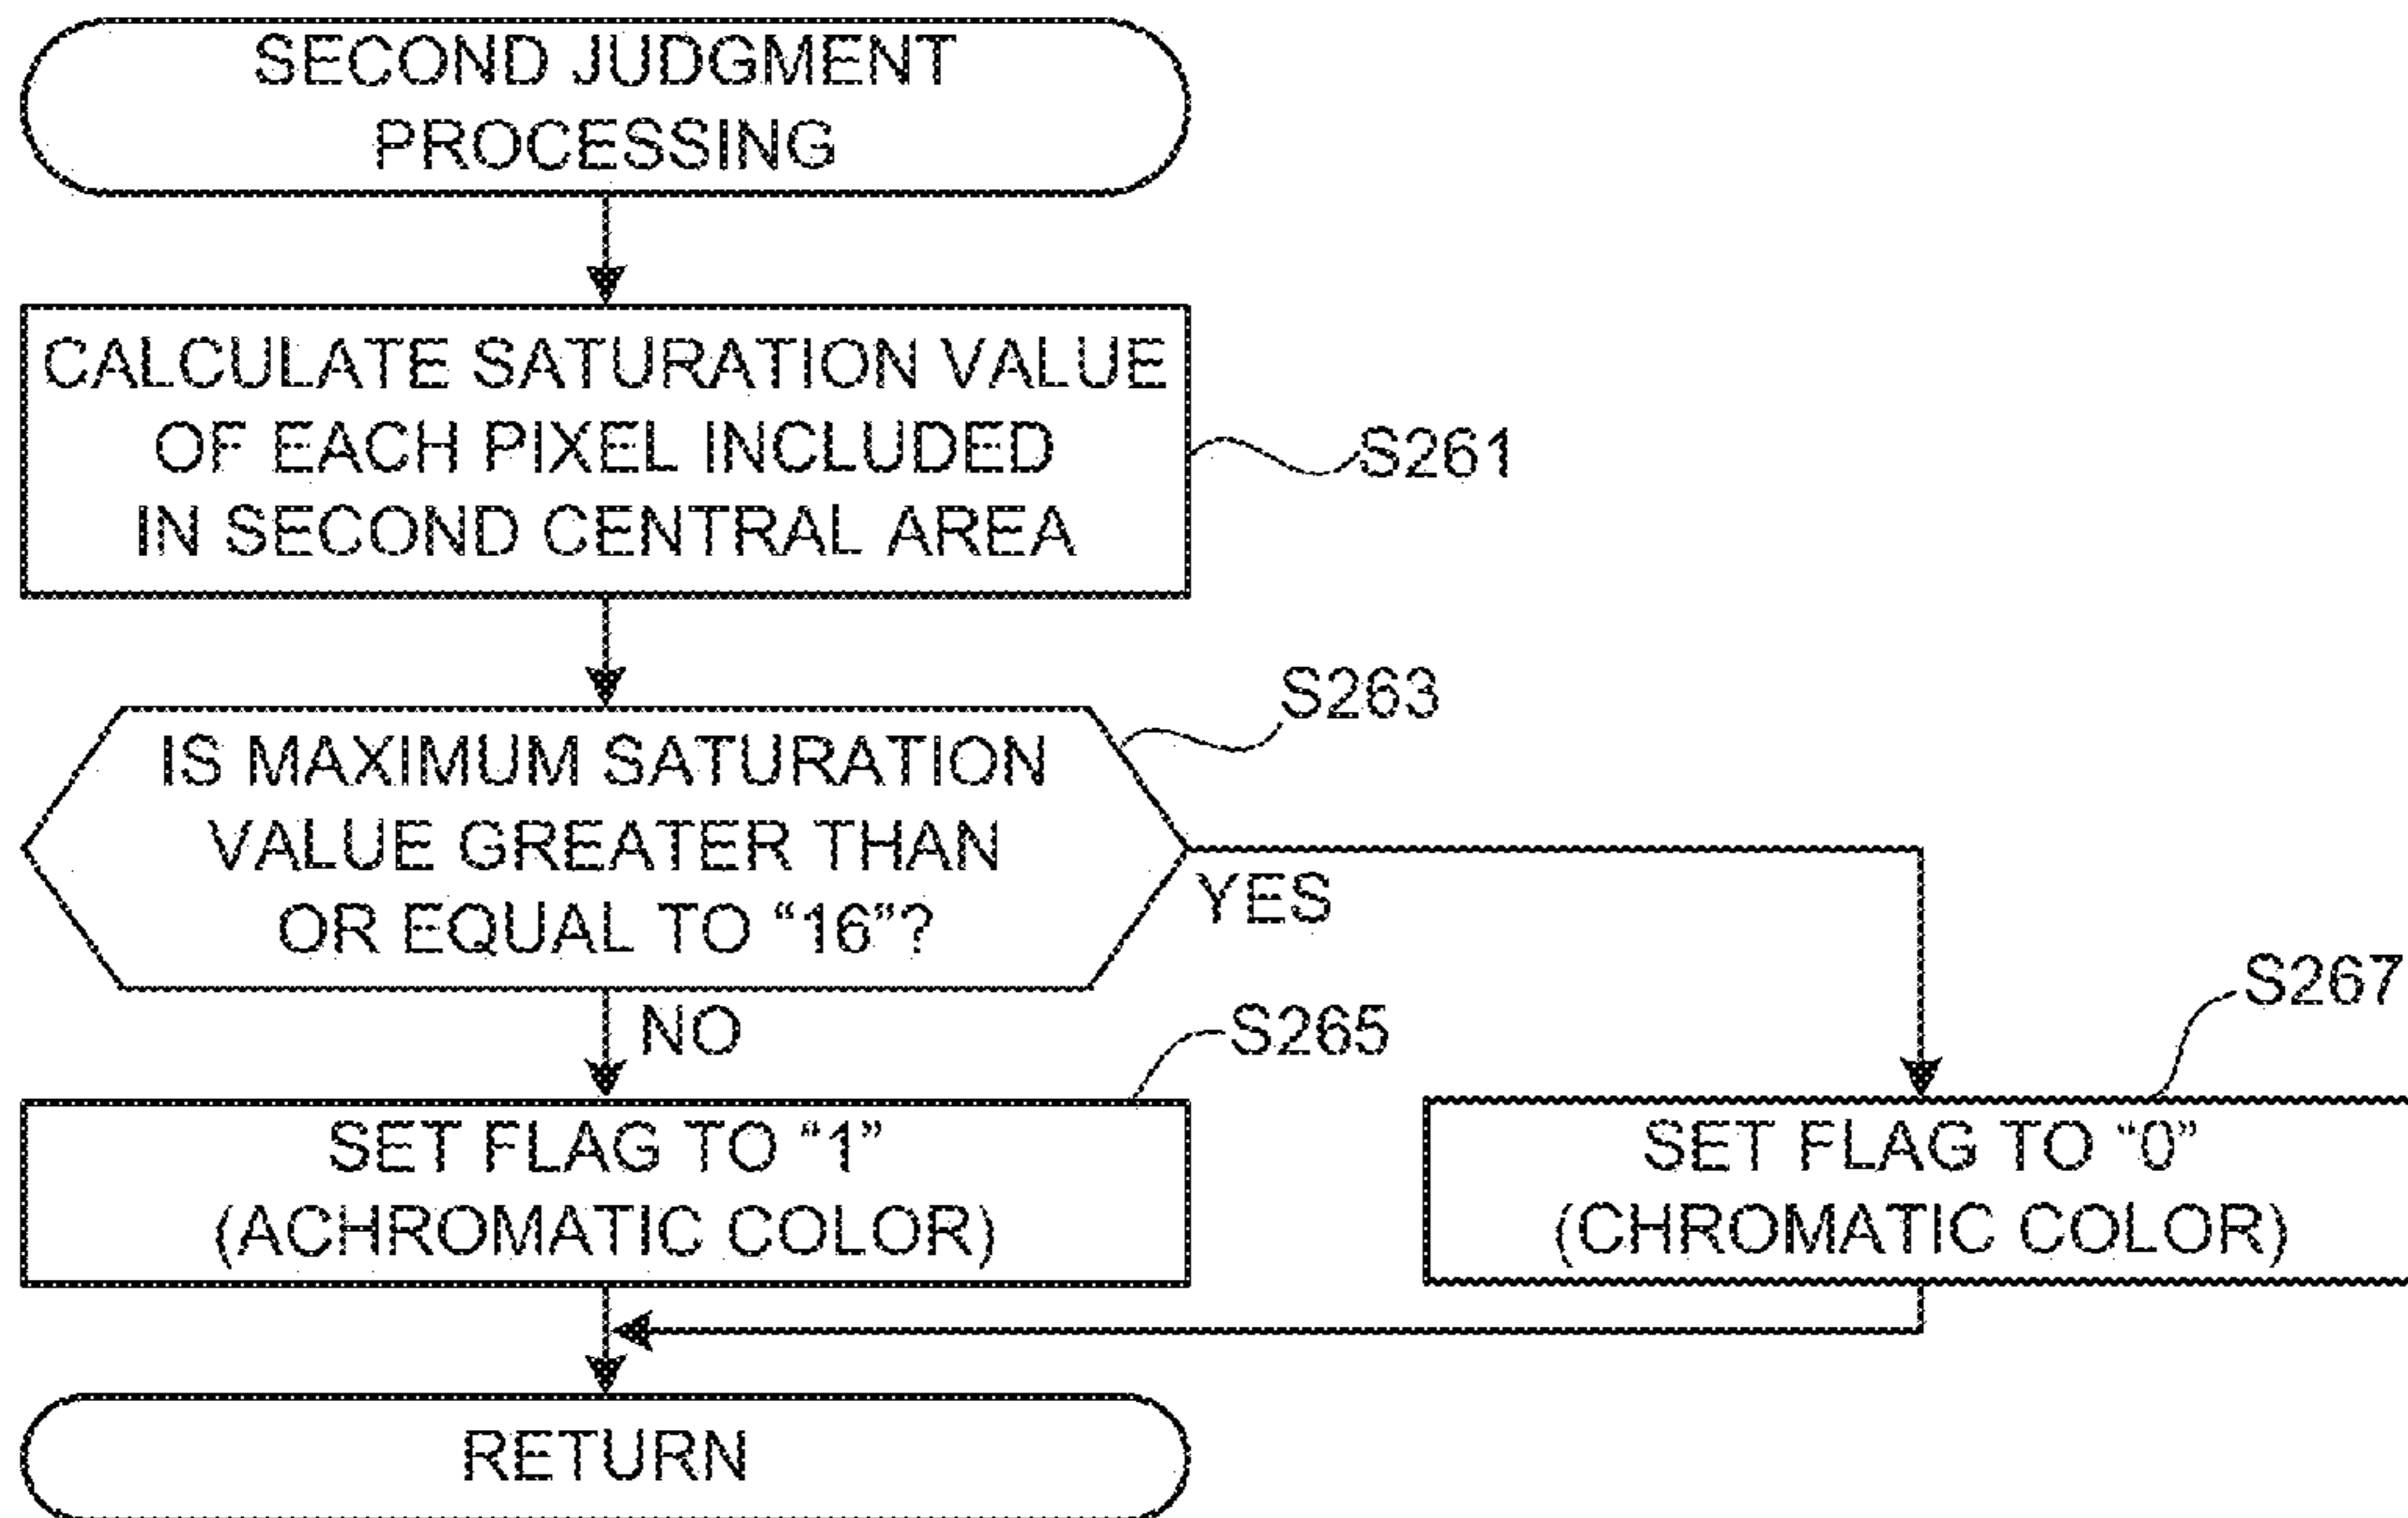 SECOND JUDGMENT
PROCESSING
CALCULATE SATURATION VALUE
OF EACH PIXEL INCLUDED
IN SECOND CENTRAL AREA
S261
S263
IS MAXIMUM SATURATION
VALUE GREATER THAN
OR EQUAL TO “16”?
YES
NO
S265
S267
SET FLAG TO “1”
(ACHROMATIC COLOR)
SET FLAG TO “0”
(CHROMATIC COLOR)
RETURN